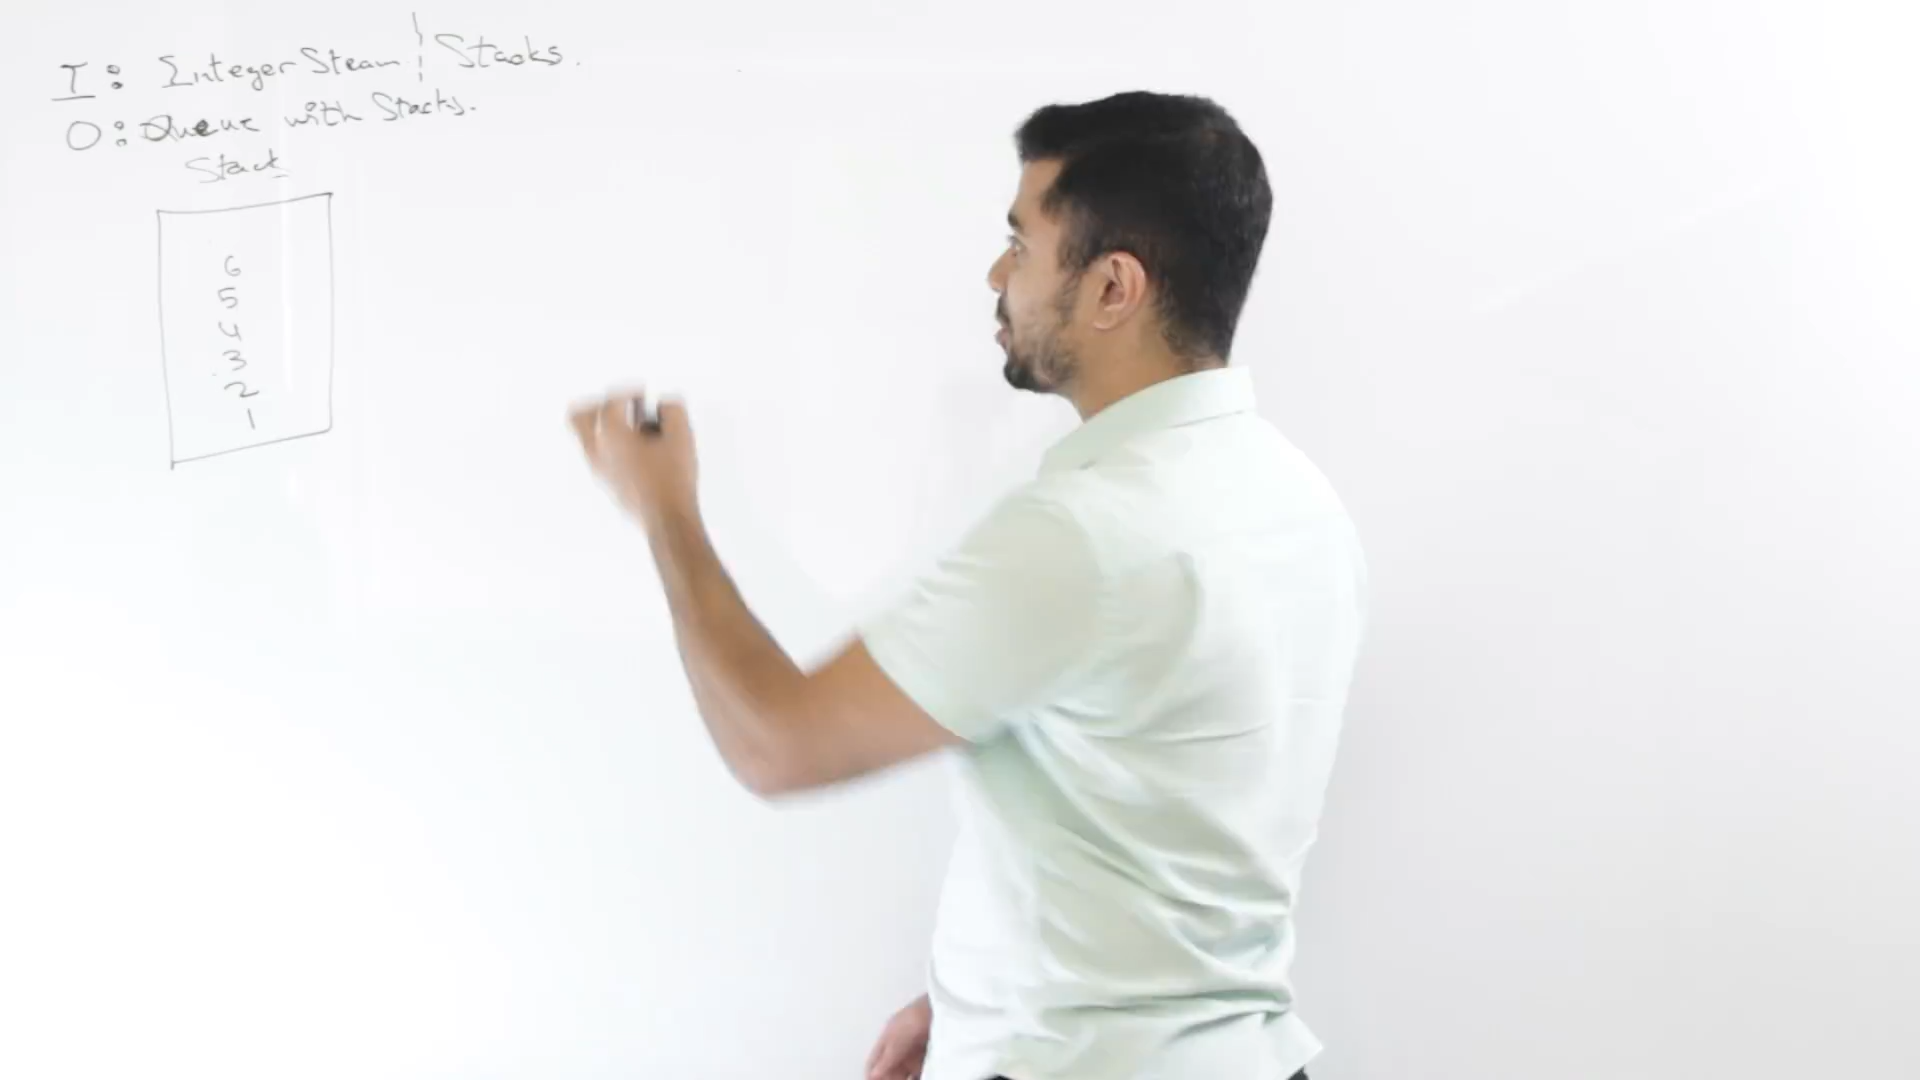 I: Integer Steam | Stacks.
O: Queue with Stacks.
Stack
6
5
4
3
2
1